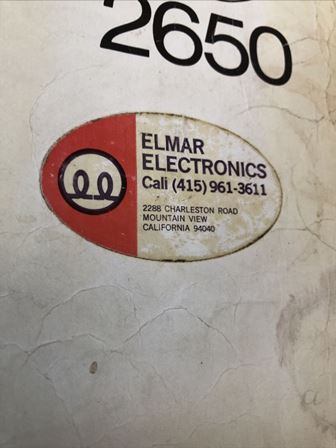 2650
ELMAR
ELECTRONICS
Call (415) 961-3611
2288 CHARLESTON ROAD
MOUNTAIN VIEW
CALIFORNIA 94040